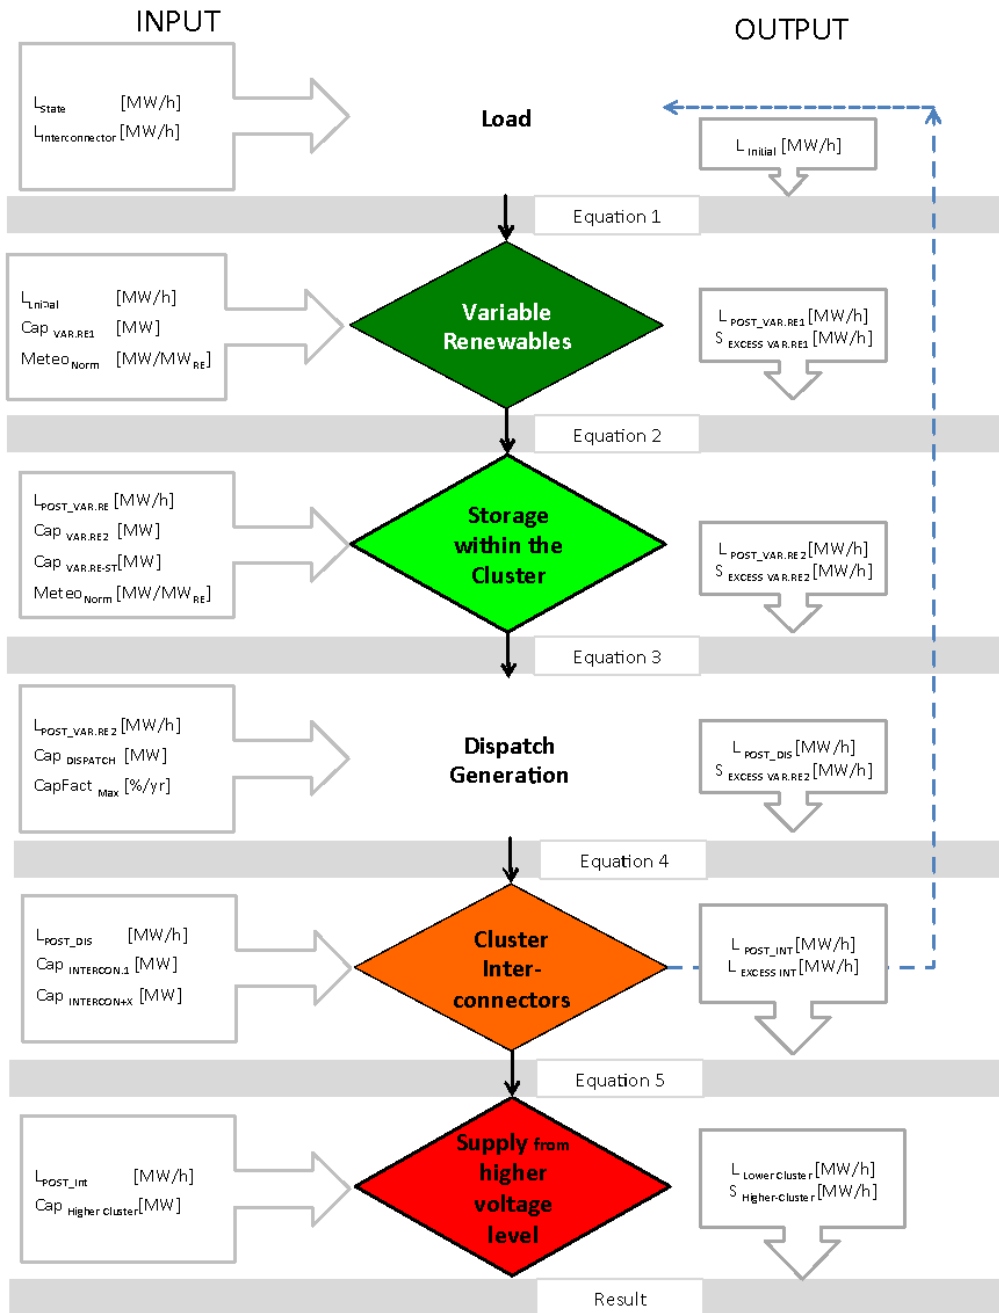 INPUT
OUTPUT
L State [MW/h]
L Interconnector [MW/h]
Load
L Initial [MW/h]
Equation 1
L Lnibal [MW/h]
Cap VAR.RE1 [MW]
Meteo Norm [MW/MW RE]
Variable
Renewables
L POST_VAR.RE1 [MW/h]
S EXCESS VAR.RE1 [MW/h]
Equation 2
L POST_VAR.RE [MW/h]
Cap VAR.RE2 [MW]
Cap VAR.RE-ST [MW]
Meteo Norm [MW/MW RE]
Storage
within the
Cluster
L POST_VAR.RE2 [MW/h]
S EXCESS VAR.RE2 [MW/h]
Equation 3
L POST_VAR.RE2 [MW/h]
Cap DISPATCH [MW]
CapFact Max [%/yr]
Dispatch
Generation
L POST_DIS [MW/h]
S EXCESS VAR.RE2 [MW/h]
Equation 4
L POST_DIS [MW/h]
Cap INTERCON.1 [MW]
Cap INTERCON+X [MW]
Cluster
Inter-
connectors
L POST_INT [MW/h]
L EXCESS INT [MW/h]
Equation 5
L POST_Int [MW/h]
Cap Higher Cluster [MW]
Supply from
higher
voltage
level
L Lower Cluster [MW/h]
S Higher-Cluster [MW/h]
Result